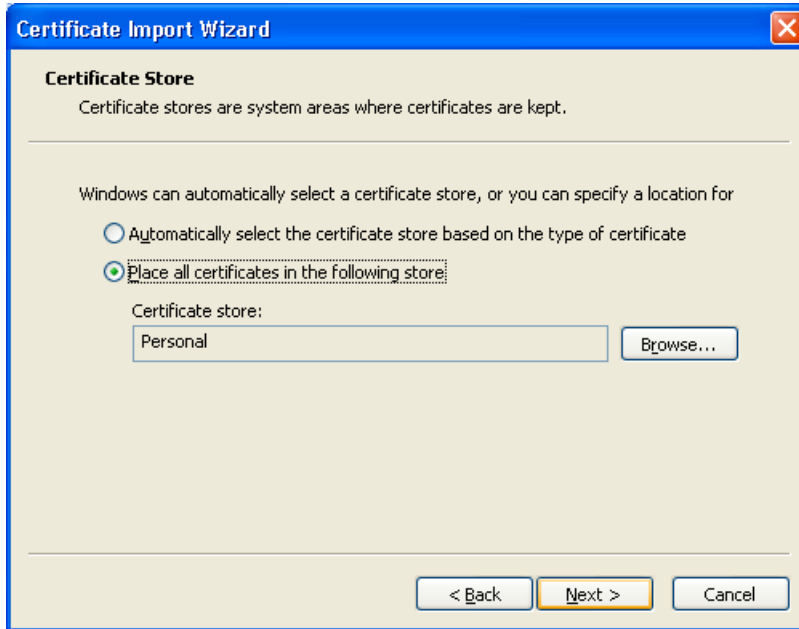 Certificate Import Wizard
Certificate Store
Certificate stores are system areas where certificates are kept.
Windows can automatically select a certificate store, or you can specify a location for
Automatically select the certificate store based on the type of certificate
Place all certificates in the following store
Certificate store:
Personal
Browse...
< Back
Next >
Cancel